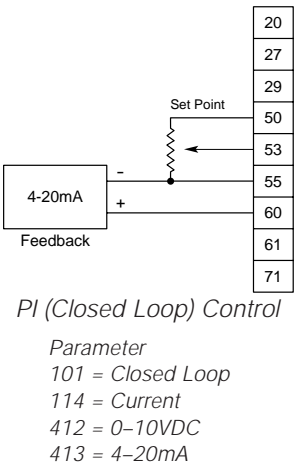 20
27
29
Set Point
50
53
-
55
4-20mA
+
60
Feedback
61
71
PI (Closed Loop) Control
Parameter
101 = Closed Loop
114 = Current
412 = 0–10VDC
413 = 4–20mA